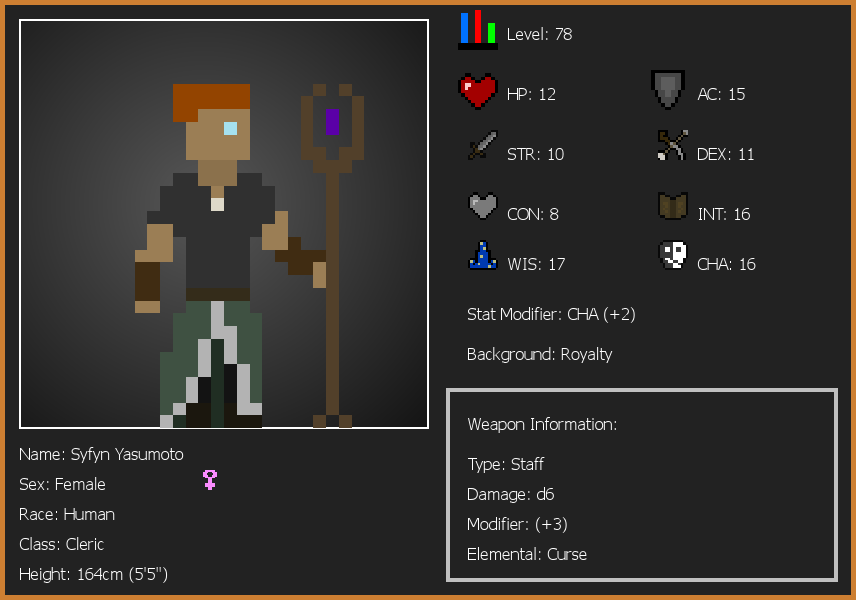 Level: 78
HP: 12
AC: 15
STR: 10
DEX: 11
CON: 8
INT: 16
WIS: 17
CHA: 16
Stat Modifier: CHA (+2)
Background: Royalty
Weapon Information:
Type: Staff
Damage: d6
Modifier: (+3)
Elemental: Curse
Name: Syfyn Yasumoto
Sex: Female
Race: Human
Class: Cleric
Height: 164cm (5'5")